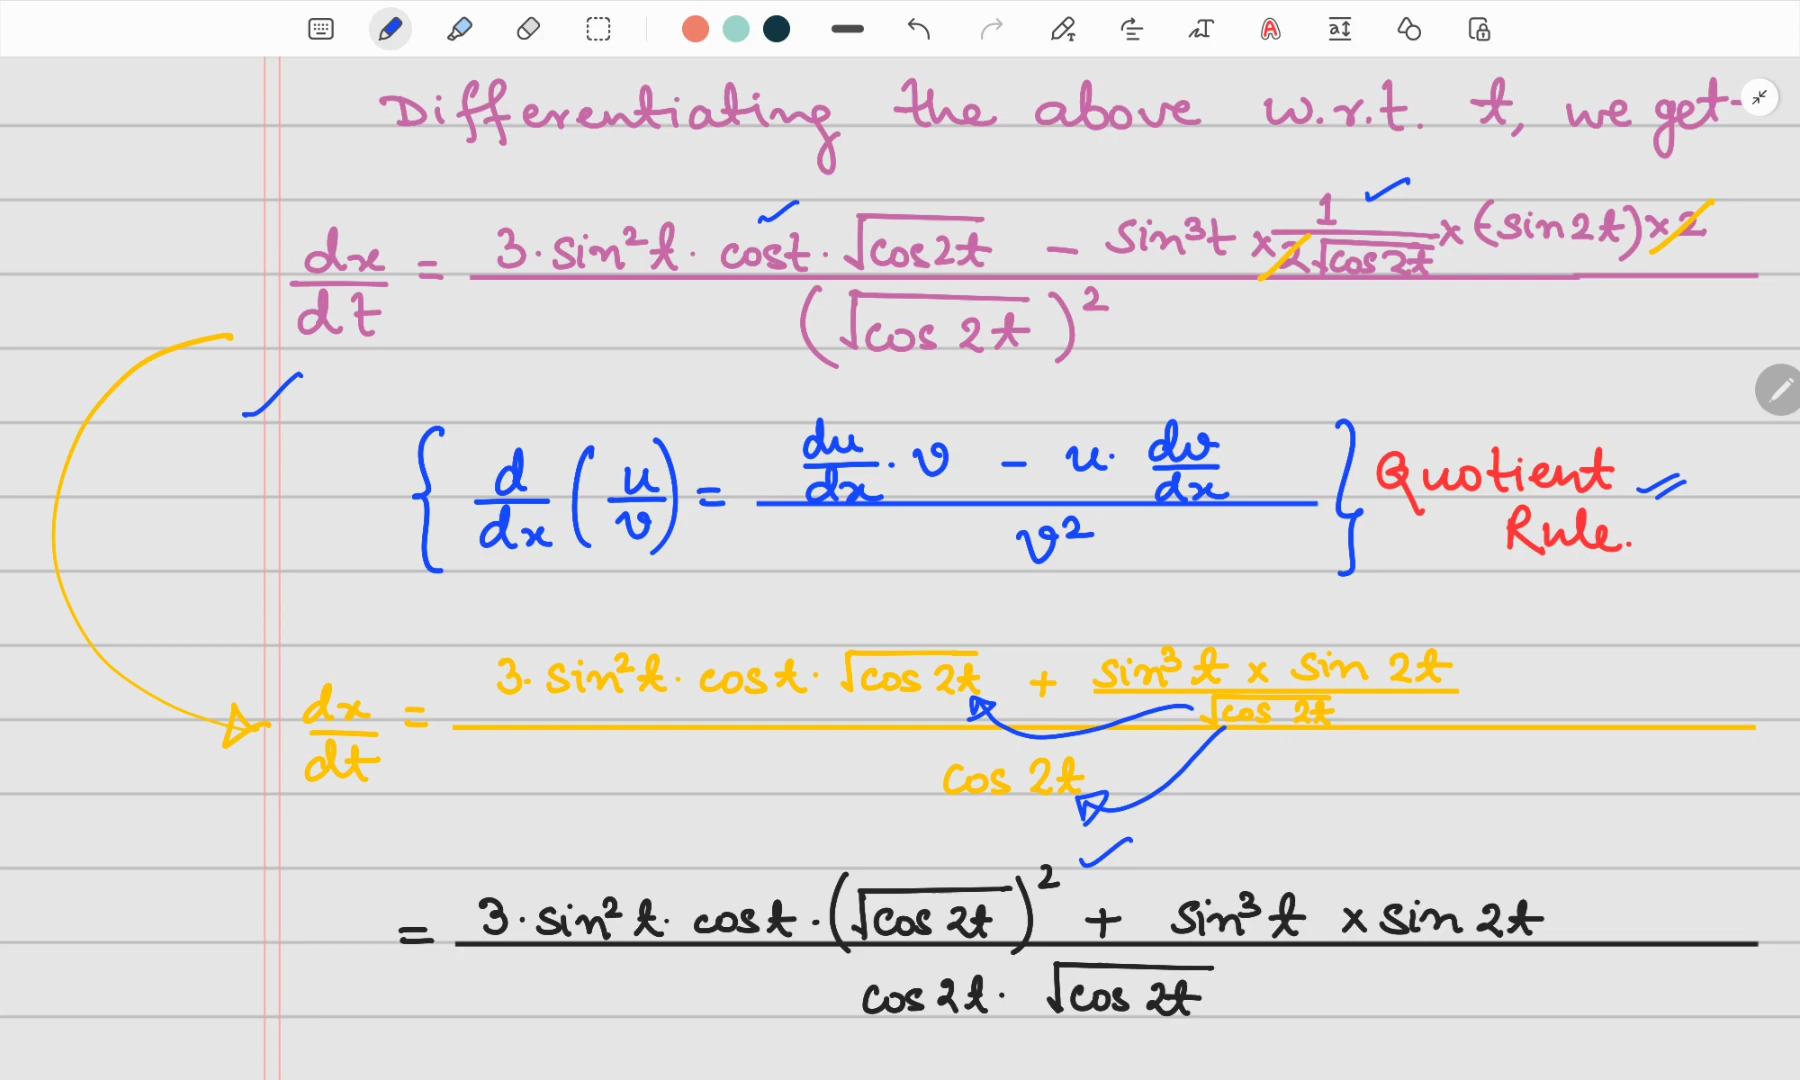 Differentiating the above w.r.t. t, we get-
dx/dt = (3·sin²t·cost·√cos2t − sin³t × 1/(2√cos2t) × (−sin2t) × 2) / (√cos 2t)²
{ d/dx (u/v) = (du/dx · v − u · dv/dx) / v² } Quotient Rule.
dx/dt = (3·sin²t·cost·√cos 2t + (sin³t × sin 2t)/√cos 2t) / cos 2t
= (3·sin²t·cost·(√cos 2t)² + sin³t × sin 2t) / (cos 2t·√cos 2t)